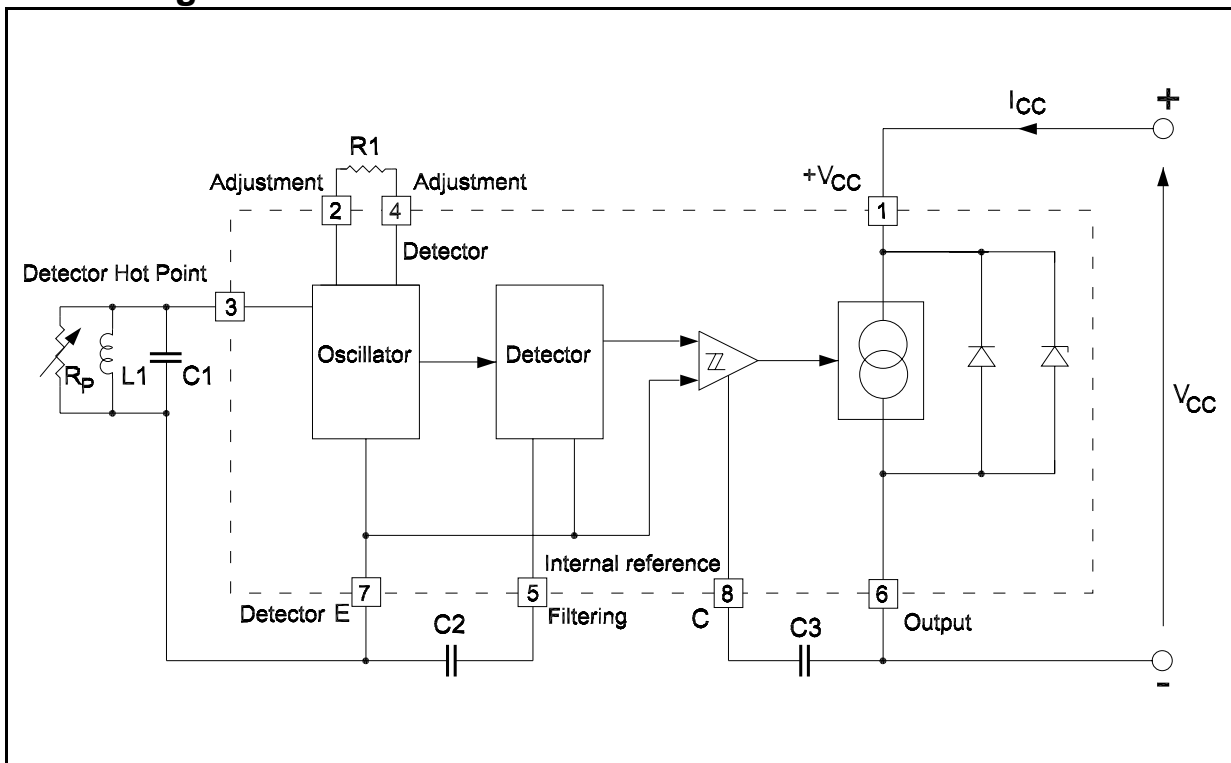 I CC
+
R1
Adjustment
Adjustment
+VCC
2
4
1
Detector
Detector Hot Point
3
Oscillator
Detector
RP
L1
C1
VCC
Internal reference
7
5
8
6
Detector E
Filtering
C
Output
C2
C3
-